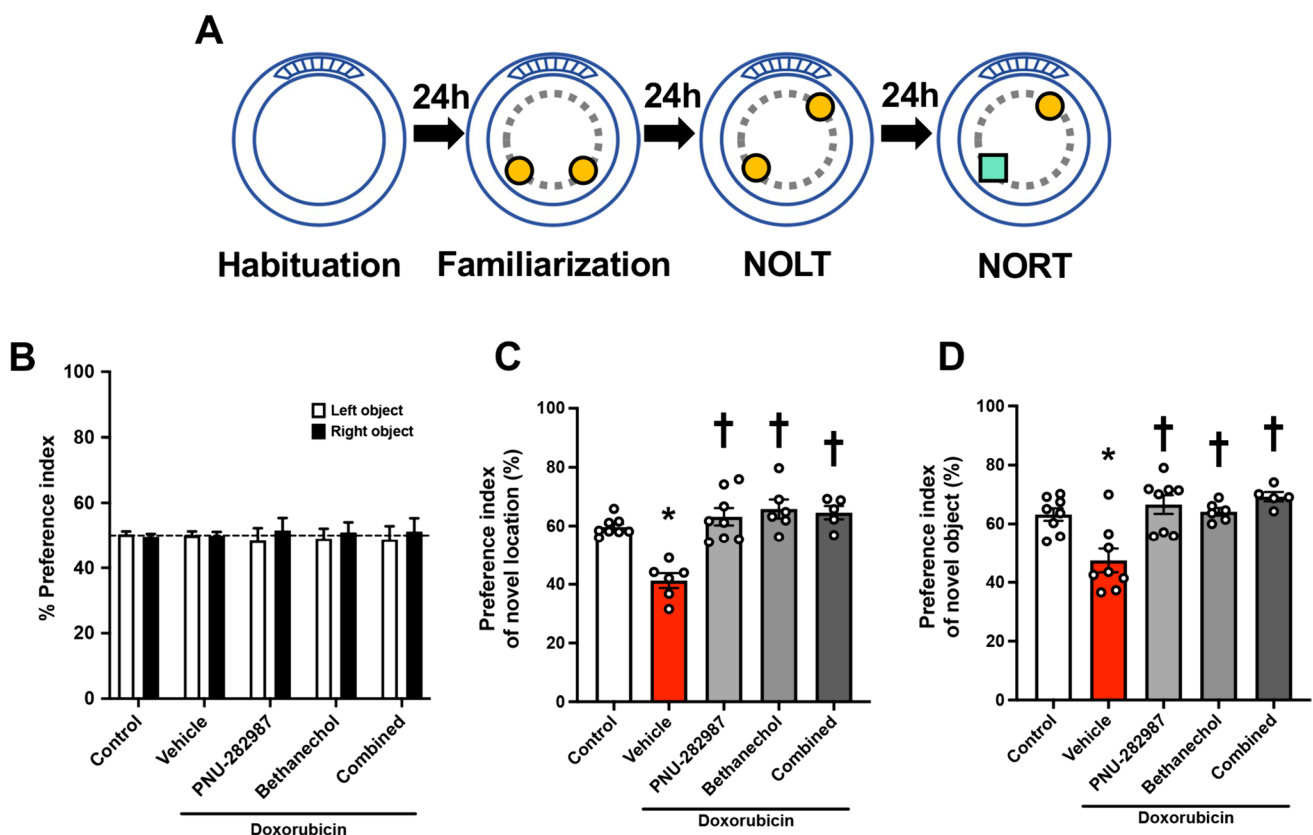 A
24h
24h
24h
Habituation
Familiarization
NOLT
NORT
B
% Preference index
100
80
60
40
20
0
Left object
Right object
Control
Vehicle
PNU-282987
Bethanechol
Combined
Doxorubicin
C
Preference index
of novel location (%)
100
80
60
40
20
0
*
†
†
†
Control
Vehicle
PNU-282987
Bethanechol
Combined
Doxorubicin
D
Preference index
of novel object (%)
100
80
60
40
20
0
*
†
†
†
Control
Vehicle
PNU-282987
Bethanechol
Combined
Doxorubicin